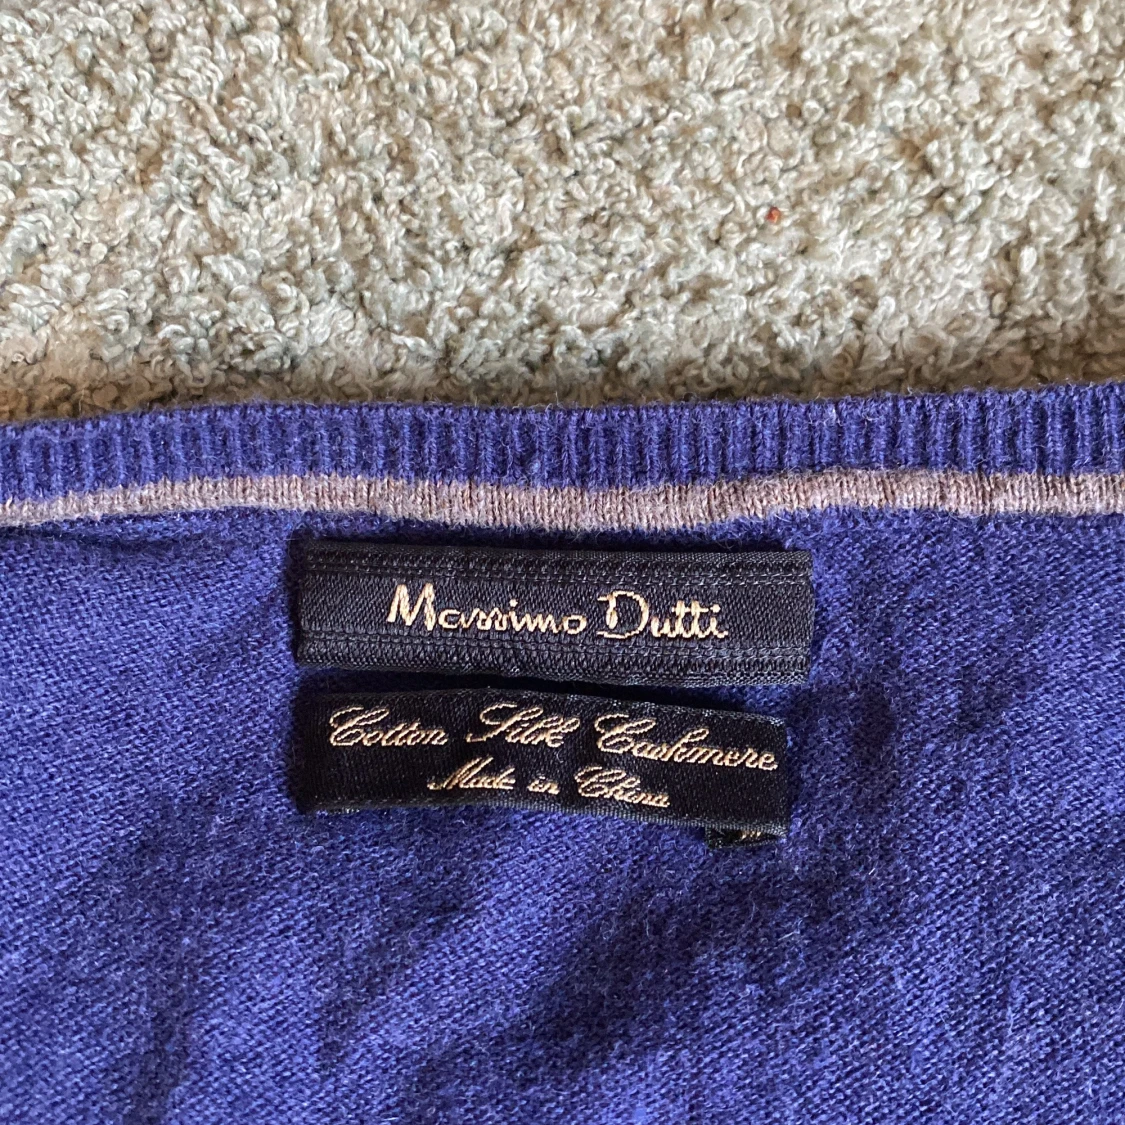 Massimo Dutti
Cotton Silk Cashmere
Made in China